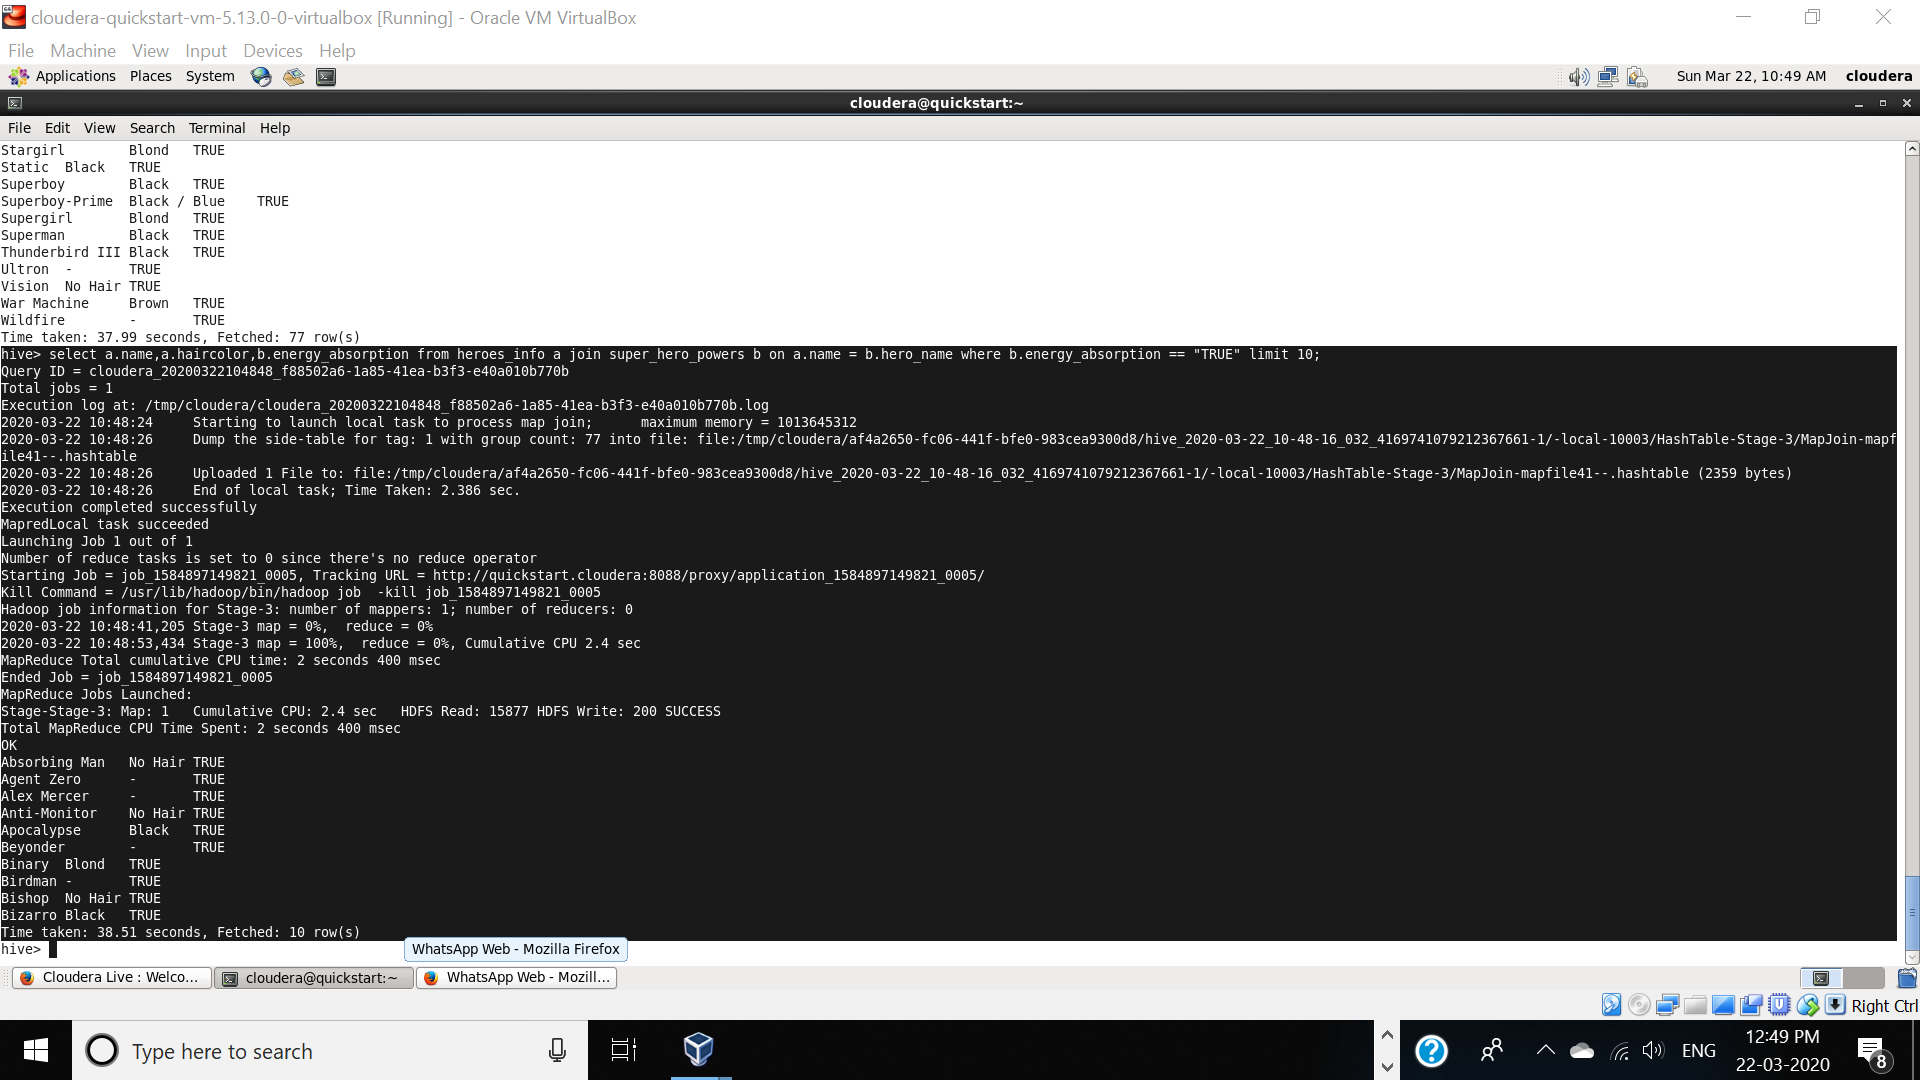 cloudera-quickstart-vm-5.13.0-0-virtualbox [Running] - Oracle VM VirtualBox
File Machine View Input Devices Help
Applications Places System Sun Mar 22, 10:49 AM cloudera
cloudera@quickstart:~
File Edit View Search Terminal Help
Stargirl Blond TRUE
Static Black TRUE
Superboy Black TRUE
Superboy-Prime Black / Blue TRUE
Supergirl Blond TRUE
Superman Black TRUE
Thunderbird III Black TRUE
Ultron - TRUE
Vision No Hair TRUE
War Machine Brown TRUE
Wildfire - TRUE
Time taken: 37.99 seconds, Fetched: 77 row(s)
hive> select a.name,a.haircolor,b.energy_absorption from heroes_info a join super_hero_powers b on a.name = b.hero_name where b.energy_absorption == "TRUE" limit 10;
Query ID = cloudera_20200322104848_f88502a6-1a85-41ea-b3f3-e40a010b770b
Total jobs = 1
Execution log at: /tmp/cloudera/cloudera_20200322104848_f88502a6-1a85-41ea-b3f3-e40a010b770b.log
2020-03-22 10:48:24 Starting to launch local task to process map join; maximum memory = 1013645312
2020-03-22 10:48:26 Dump the side-table for tag: 1 with group count: 77 into file: file:/tmp/cloudera/af4a2650-fc06-441f-bfe0-983cea9300d8/hive_2020-03-22_10-48-16_032_4169741079212367661-1/-local-10003/HashTable-Stage-3/MapJoin-mapf
ile41--.hashtable
2020-03-22 10:48:26 Uploaded 1 File to: file:/tmp/cloudera/af4a2650-fc06-441f-bfe0-983cea9300d8/hive_2020-03-22_10-48-16_032_4169741079212367661-1/-local-10003/HashTable-Stage-3/MapJoin-mapfile41--.hashtable (2359 bytes)
2020-03-22 10:48:26 End of local task; Time Taken: 2.386 sec.
Execution completed successfully
MapredLocal task succeeded
Launching Job 1 out of 1
Number of reduce tasks is set to 0 since there's no reduce operator
Starting Job = job_1584897149821_0005, Tracking URL = http://quickstart.cloudera:8088/proxy/application_1584897149821_0005/
Kill Command = /usr/lib/hadoop/bin/hadoop job -kill job_1584897149821_0005
Hadoop job information for Stage-3: number of mappers: 1; number of reducers: 0
2020-03-22 10:48:41,205 Stage-3 map = 0%, reduce = 0%
2020-03-22 10:48:53,434 Stage-3 map = 100%, reduce = 0%, Cumulative CPU 2.4 sec
MapReduce Total cumulative CPU time: 2 seconds 400 msec
Ended Job = job_1584897149821_0005
MapReduce Jobs Launched:
Stage-Stage-3: Map: 1 Cumulative CPU: 2.4 sec HDFS Read: 15877 HDFS Write: 200 SUCCESS
Total MapReduce CPU Time Spent: 2 seconds 400 msec
OK
Absorbing Man No Hair TRUE
Agent Zero - TRUE
Alex Mercer - TRUE
Anti-Monitor No Hair TRUE
Apocalypse Black TRUE
Beyonder - TRUE
Binary Blond TRUE
Birdman - TRUE
Bishop No Hair TRUE
Bizarro Black TRUE
Time taken: 38.51 seconds, Fetched: 10 row(s)
hive>
WhatsApp Web - Mozilla Firefox
Cloudera Live : Welco... cloudera@quickstart:~ WhatsApp Web - Mozill...
Right Ctrl
Type here to search
ENG
12:49 PM
22-03-2020
8